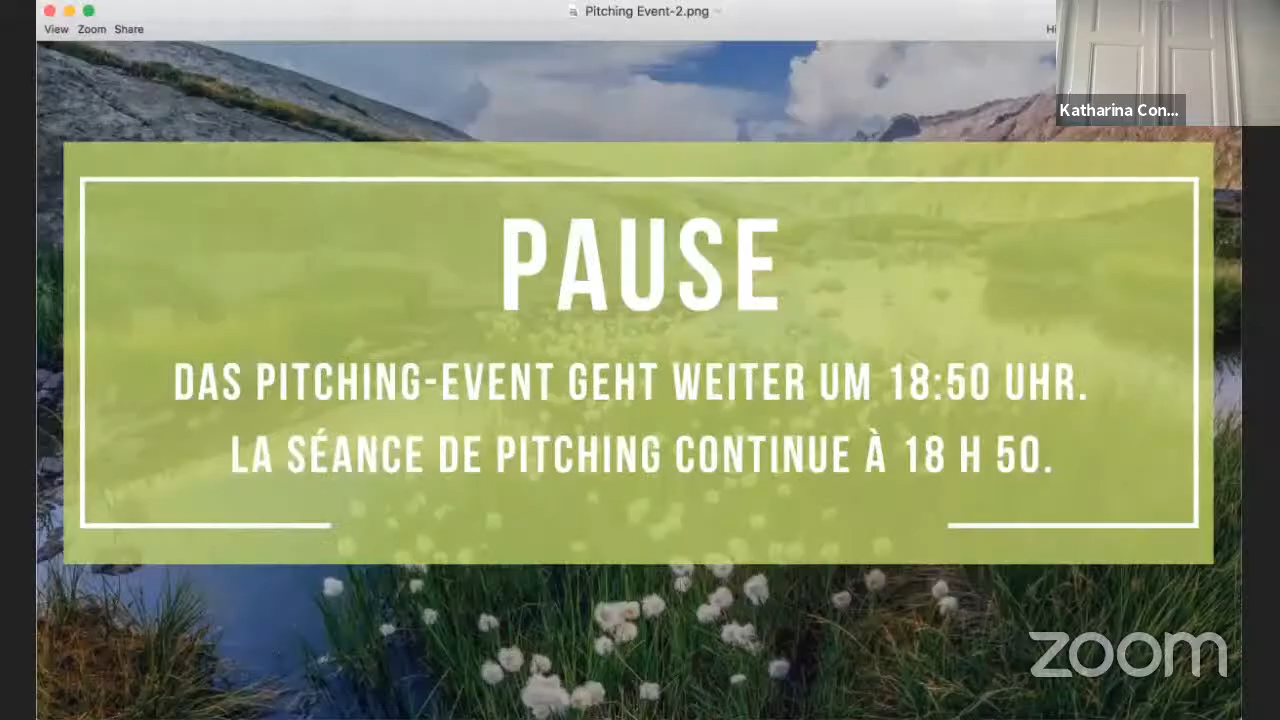 Pitching Event-2.png
View Zoom Share
Katharina Con...
PAUSE
DAS PITCHING-EVENT GEHT WEITER UM 18:50 UHR.
LA SÉANCE DE PITCHING CONTINUE À 18 H 50.
zoom